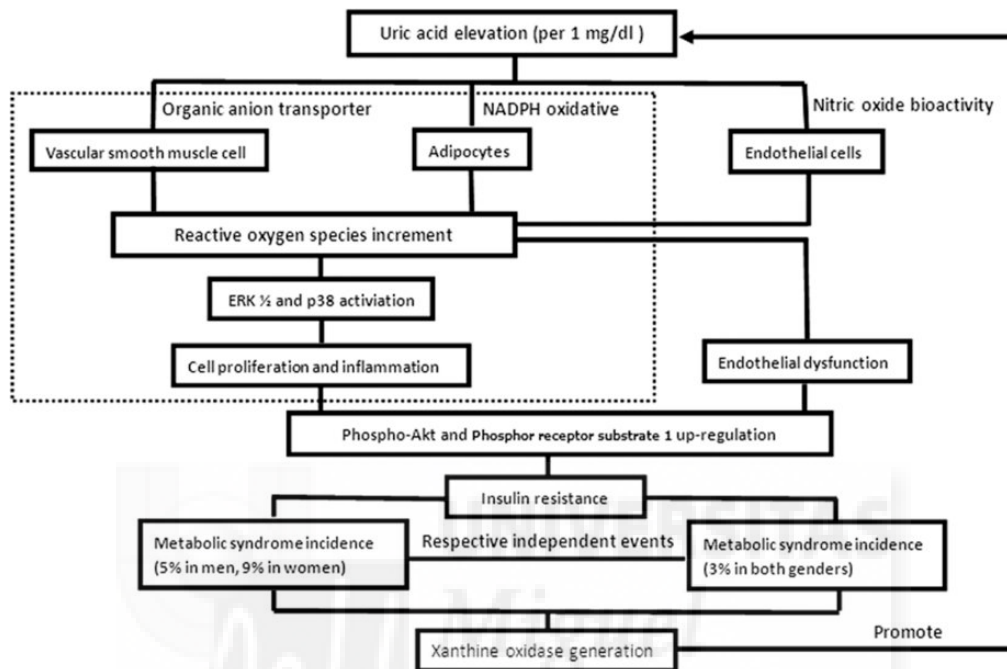 Uric acid elevation (per 1 mg/dl )
Organic anion transporter
NADPH oxidative
Nitric oxide bioactivity
Vascular smooth muscle cell
Adipocytes
Endothelial cells
Reactive oxygen species increment
ERK ½ and p38 activiation
Cell proliferation and inflammation
Endothelial dysfunction
Phospho-Akt and Phosphor receptor substrate 1 up-regulation
Insulin resistance
UNIVERSITAS
Metabolic syndrome incidence
(5% in men, 9% in women)
Respective independent events
Metabolic syndrome incidence
(3% in both genders)
Miguel
Xanthine oxidase generation
Promote